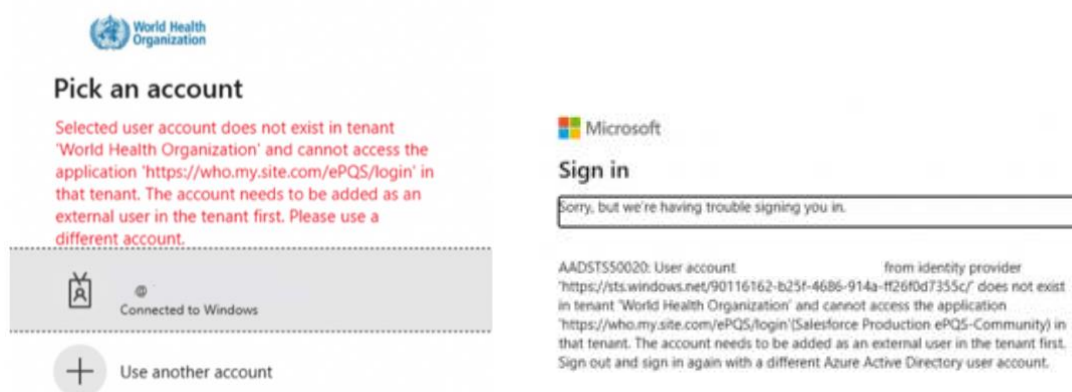 World Health
Organization
Pick an account
Selected user account does not exist in tenant
'World Health Organization' and cannot access the
application 'https://who.my.site.com/ePQS/login' in
that tenant. The account needs to be added as an
external user in the tenant first. Please use a
different account.
@
Connected to Windows
Use another account
Microsoft
Sign in
Sorry, but we're having trouble signing you in.
AADSTS50020: User account from identity provider
'https://sts.windows.net/90116162-b25f-4686-914a-ff26f0d7355c/' does not exist
in tenant 'World Health Organization' and cannot access the application
'https://who.my.site.com/ePQS/login'(Salesforce Production ePQS-Community) in
that tenant. The account needs to be added as an external user in the tenant first.
Sign out and sign in again with a different Azure Active Directory user account.